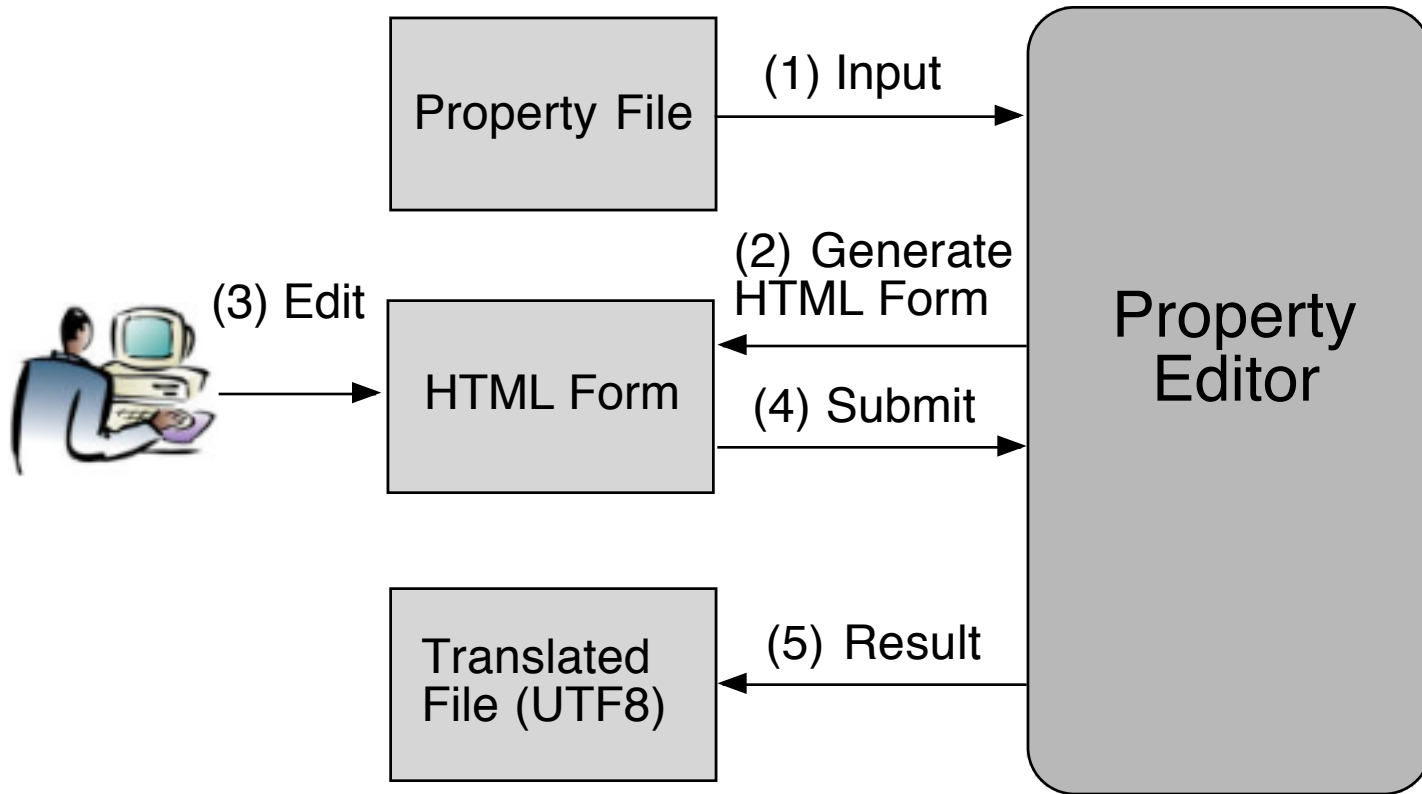 Property File
(1) Input
(2) Generate
HTML Form
(3) Edit
HTML Form
(4) Submit
Property
Editor
Translated
File (UTF8)
(5) Result